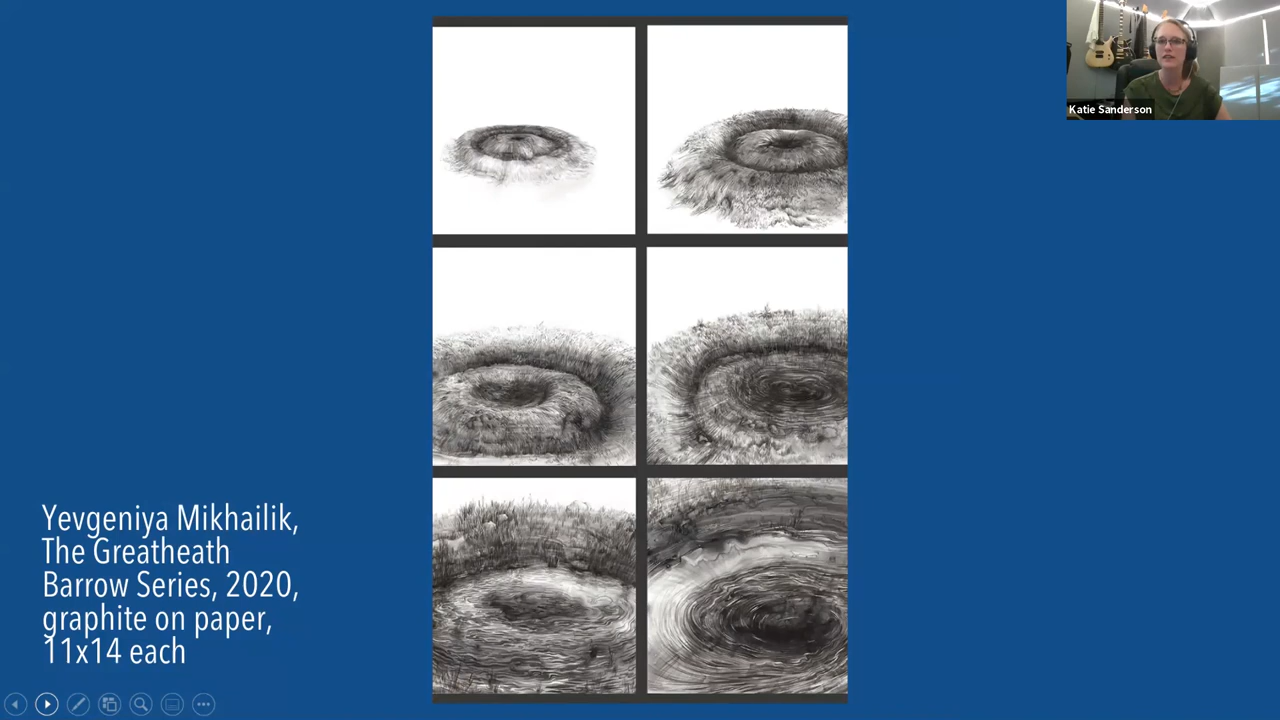 Katie Sanderson
Yevgeniya Mikhailik,
The Greatheath
Barrow Series, 2020,
graphite on paper,
11x14 each